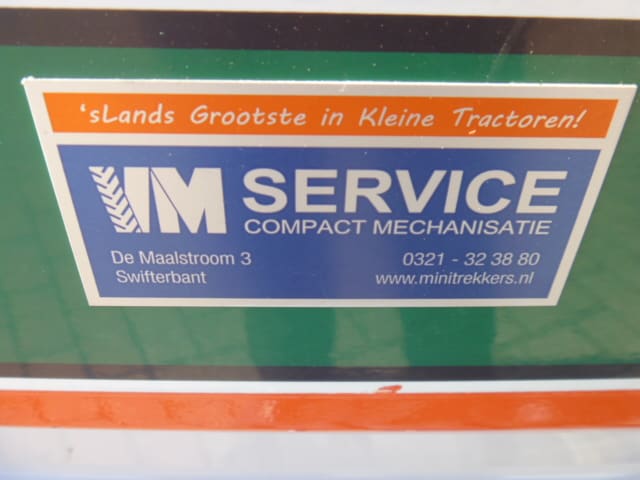 'sLands Grootste in Kleine Tractoren!
VM SERVICE
COMPACT MECHANISATIE
De Maalstroom 3
Swifterbant
0321 - 32 38 80
www.minitrekkers.nl